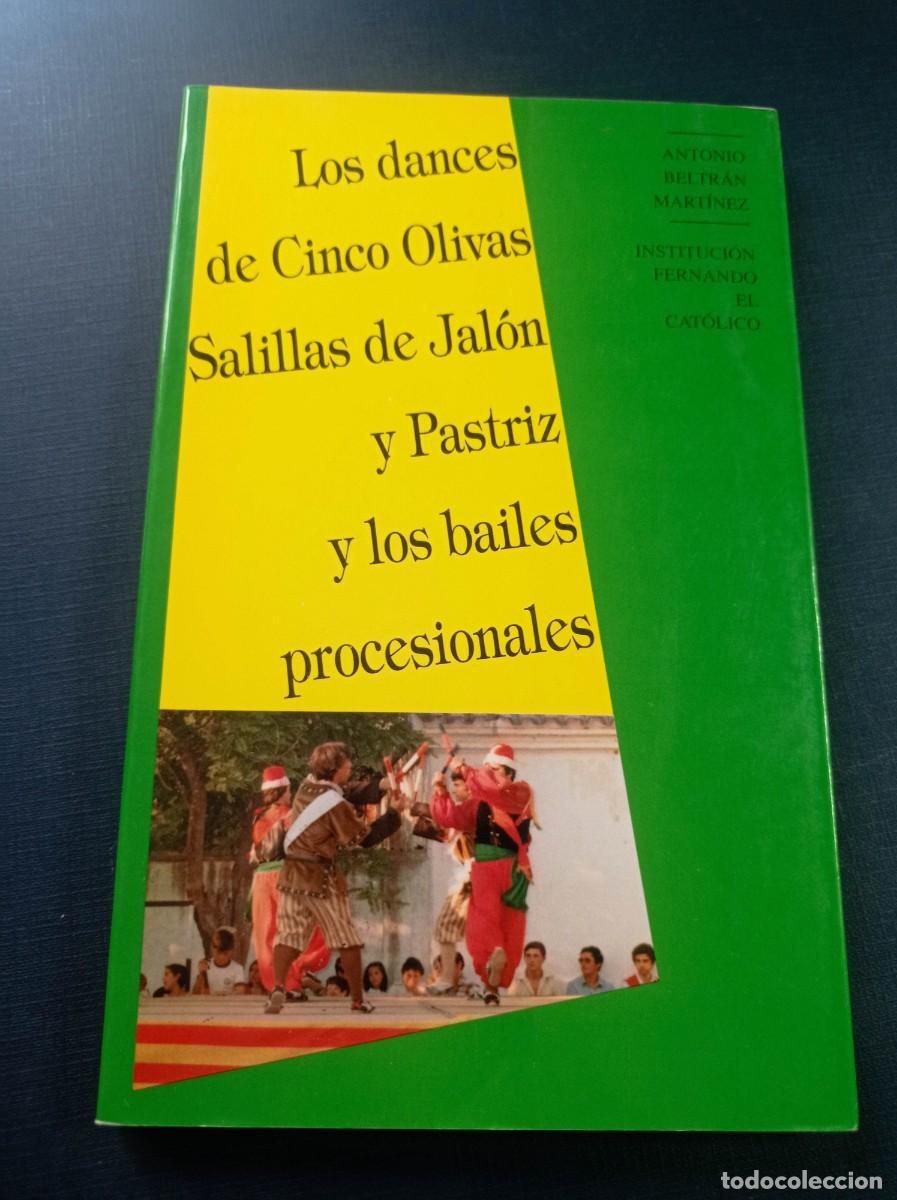 Los dances
de Cinco Olivas
Salillas de Jalón
y Pastriz
y los bailes
procesionales
ANTONIO
BELTRÁN
MARTÍNEZ
INSTITUCIÓN
FERNANDO
EL
CATÓLICO
todocoleccion